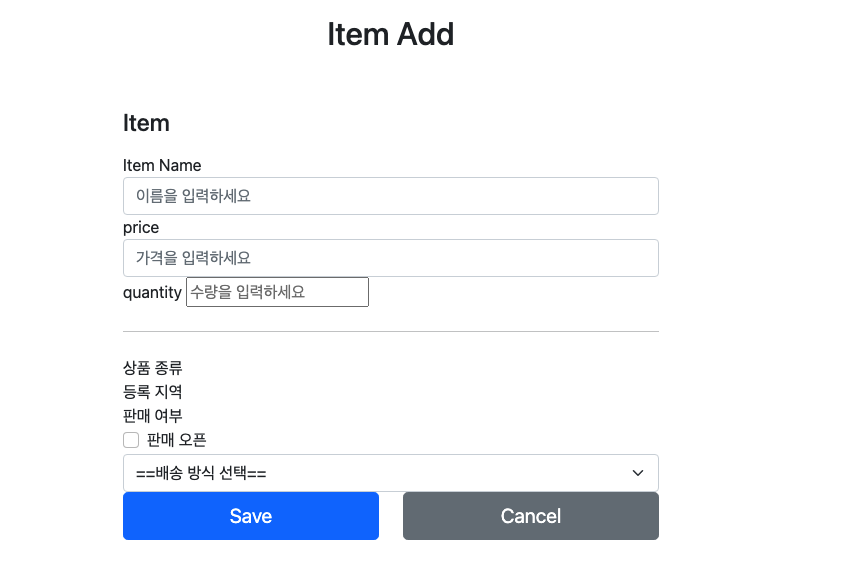 Item Add
Item
Item Name
이름을 입력하세요
price
가격을 입력하세요
quantity 수량을 입력하세요
상품 종류
등록 지역
판매 여부
판매 오픈
==배송 방식 선택==
Save Cancel